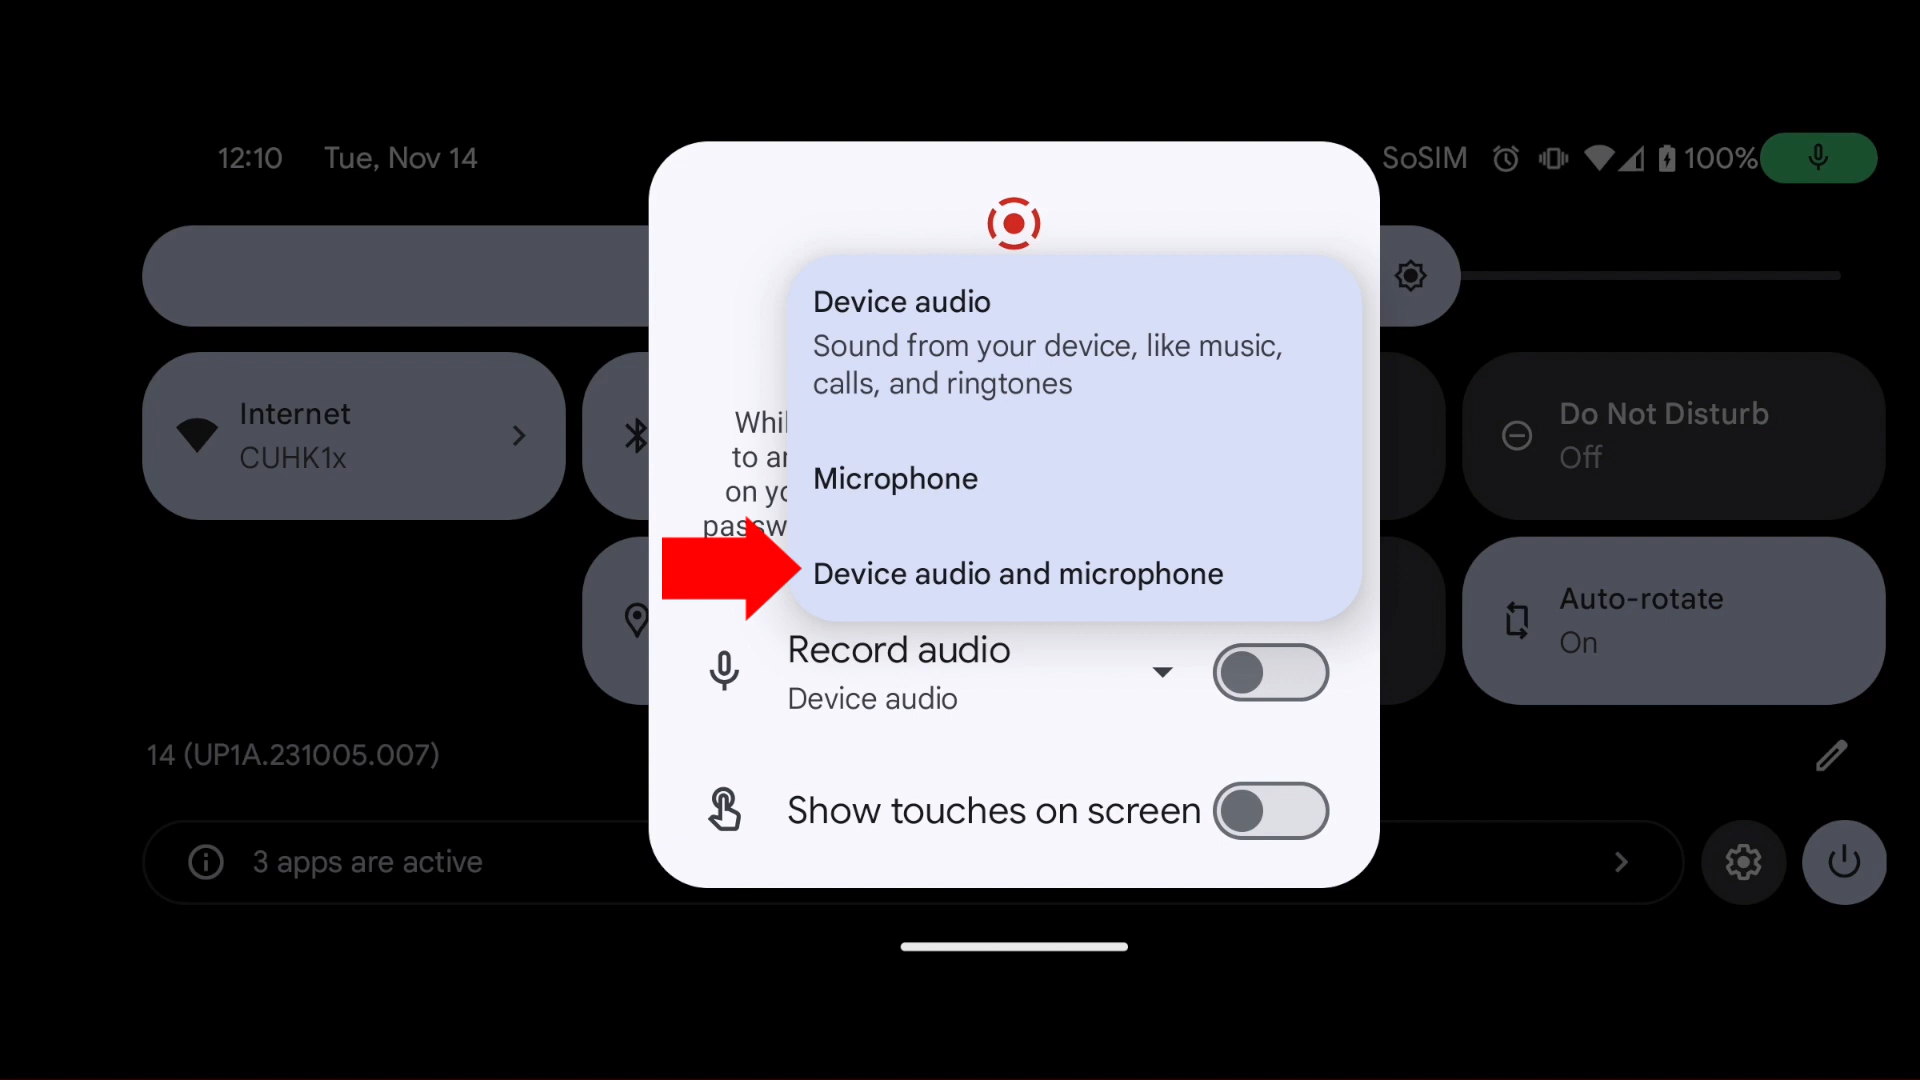 12:10 Tue, Nov 14
SoSIM 100%
Device audio
Sound from your device, like music,
calls, and ringtones
Microphone
Device audio and microphone
to
on
Record audio
Device audio
Show touches on screen
Internet
CUHK1x
Do Not Disturb
Off
Auto-rotate
On
14 (UP1A.231005.007)
3 apps are active